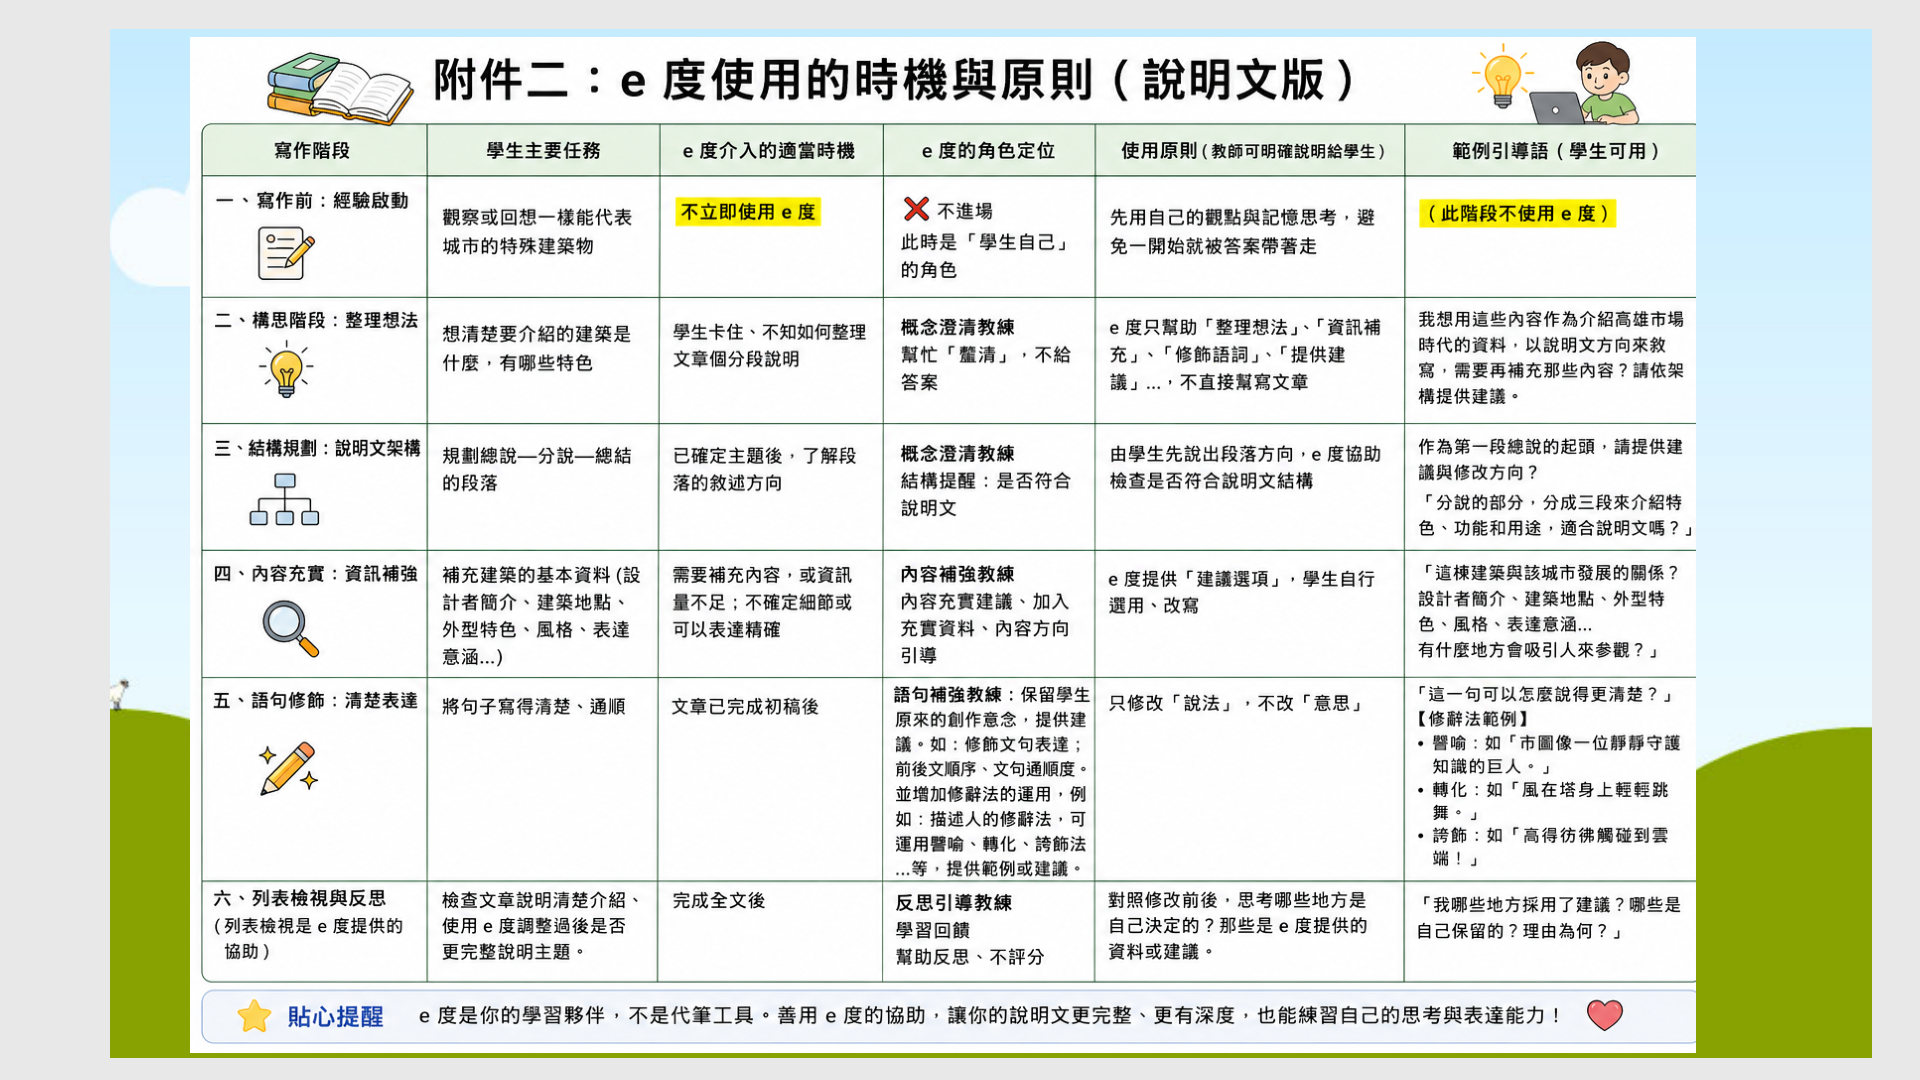 附件二：e 度使用的時機與原則（說明文版）
寫作階段
學生主要任務
e 度介入的適當時機
e 度的角色定位
使用原則（教師可明確說明給學生）
範例引導語（學生可用）
一、寫作前：經驗啟動
觀察或回想一樣能代表
城市的特殊建築物
不立即使用 e 度
不進場
此時是「學生自己」
的角色
先用自己的觀點與記憶思考，避
免一開始就被答案帶著走
（此階段不使用 e 度）
二、構思階段：整理想法
想清楚要介紹的建築是
什麼，有哪些特色
學生卡住、不知如何整理
文章個分段說明
概念澄清教練
幫忙「釐清」，不給
答案
e 度只幫助「整理想法」、「資訊補
充」、「修飾語詞」、「提供建
議」...，不直接幫寫文章
我想用這些內容作為介紹高雄市場
時代的資料，以說明文方向來敘
寫，需要再補充那些內容？請依架
構提供建議。
三、結構規劃：說明文架構
規劃總說—分說—總結
的段落
已確定主題後，了解段
落的敘述方向
概念澄清教練
結構提醒：是否符合
說明文
由學生先說出段落方向，e 度協助
檢查是否符合說明文結構
作為第一段總說的起頭，請提供建
議與修改方向？
「分說的部分，分成三段來介紹特
色、功能和用途，適合說明文嗎？」
四、內容充實：資訊補強
補充建築的基本資料 (設
計者簡介、建築地點、
外型特色、風格、表達
意涵...)
需要補充內容，或資訊
量不足；不確定細節或
可以表達精確
內容補強教練
內容充實建議、加入
充實資料、內容方向
引導
e 度提供「建議選項」，學生自行
選用、改寫
「這棟建築與該城市發展的關係？
設計者簡介、建築地點、外型特
色、風格、表達意涵...
有什麼地方會吸引人來參觀？」
五、語句修飾：清楚表達
將句子寫得清楚、通順
文章已完成初稿後
語句補強教練：保留學生
原來的創作意念，提供建
議。如：修飾文句表達；
前後文順序、文句通順度。
並增加修辭法的運用，例
如：描述人的修辭法，可
運用譬喻、轉化、誇飾法
...等，提供範例或建議。
只修改「說法」，不改「意思」
「這一句可以怎麼說得更清楚？」
【修辭法範例】
• 譬喻：如「市圖像一位靜靜守護
知識的巨人。」
• 轉化：如「風在塔身上輕輕跳
舞。」
• 誇飾：如「高得彷彿觸碰到雲
端！」
六、列表檢視與反思
（列表檢視是 e 度提供的
協助）
檢查文章說明清楚介紹、
使用 e 度調整過後是否
更完整說明主題。
完成全文後
反思引導教練
學習回饋
幫助反思、不評分
對照修改前後，思考哪些地方是
自己決定的？那些是 e 度提供的
資料或建議。
「我哪些地方採用了建議？哪些是
自己保留的？理由為何？」
貼心提醒
e 度是你的學習夥伴，不是代筆工具。善用 e 度的協助，讓你的說明文更完整、更有深度，也能練習自己的思考與表達能力！